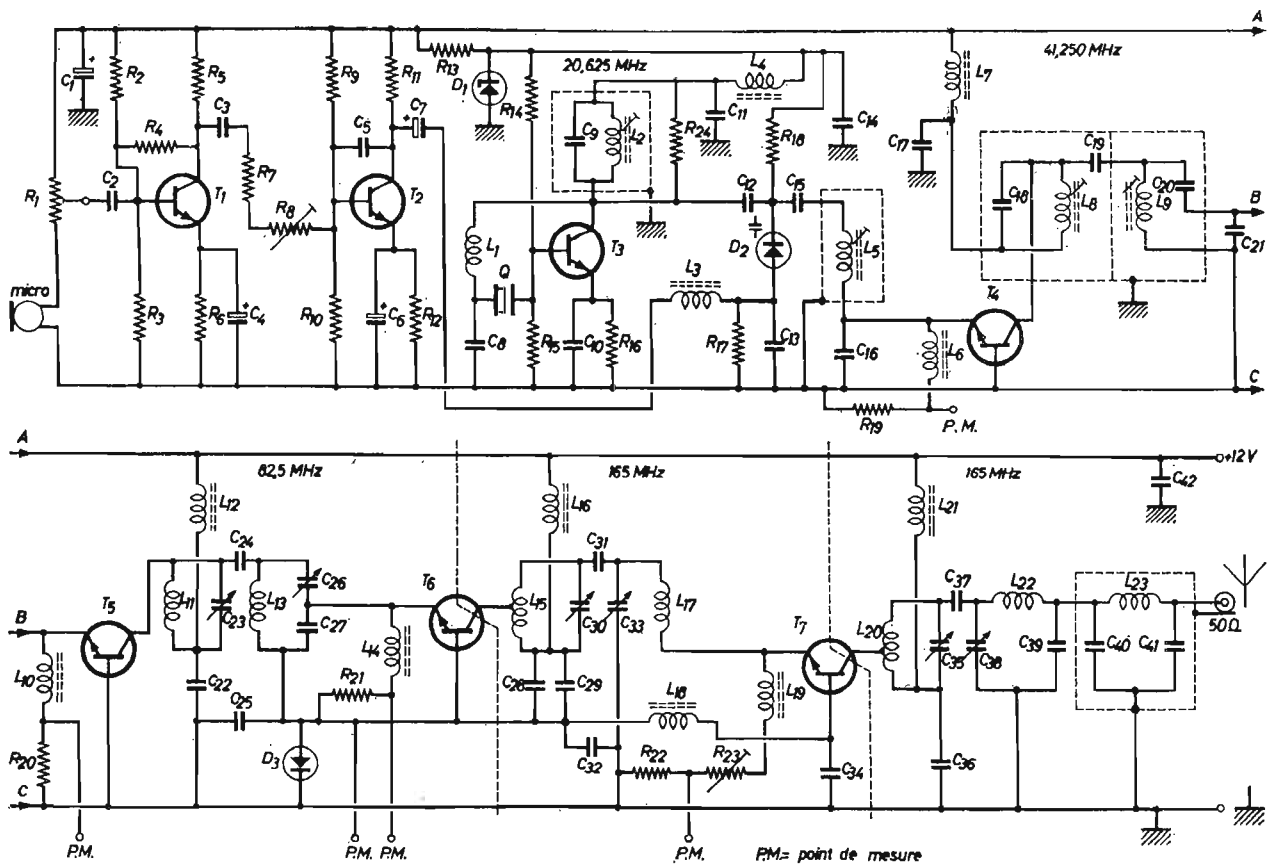 A
20,625 MHz
41,250 MHz
C1
+
R2
R5
R9
R11
R13
D1
R14
L4
L7
C3
C7
+
C5
C9
L2
R24
C11
R18
C14
C17
C19
R4
R7
C18
L8
L9
C20
R1
C2
T1
R8
T2
C12
C15
B
L1
T3
D2
L5
C21
micro
Q
L3
T4
R3
R6
C4
+
R10
C6
+
R12
C8
R15
C10
R16
R17
C13
C16
L6
C
R19
P.M.
A
82,5 MHz
165 MHz
165 MHz
+12V
C42
L12
L16
L21
C24
C31
C26
T6
C37
L22
L23
B
T5
L11
C23
L13
C27
L15
C30
C33
L17
T7
L20
C35
C38
C39
C40
C41
50Ω
L10
L14
R21
C28
C29
L18
L19
C22
C25
R20
D3
C32
R22
R23
C34
C36
C
P.M.
P.M.
P.M.
P.M.
P.M.= point de mesure